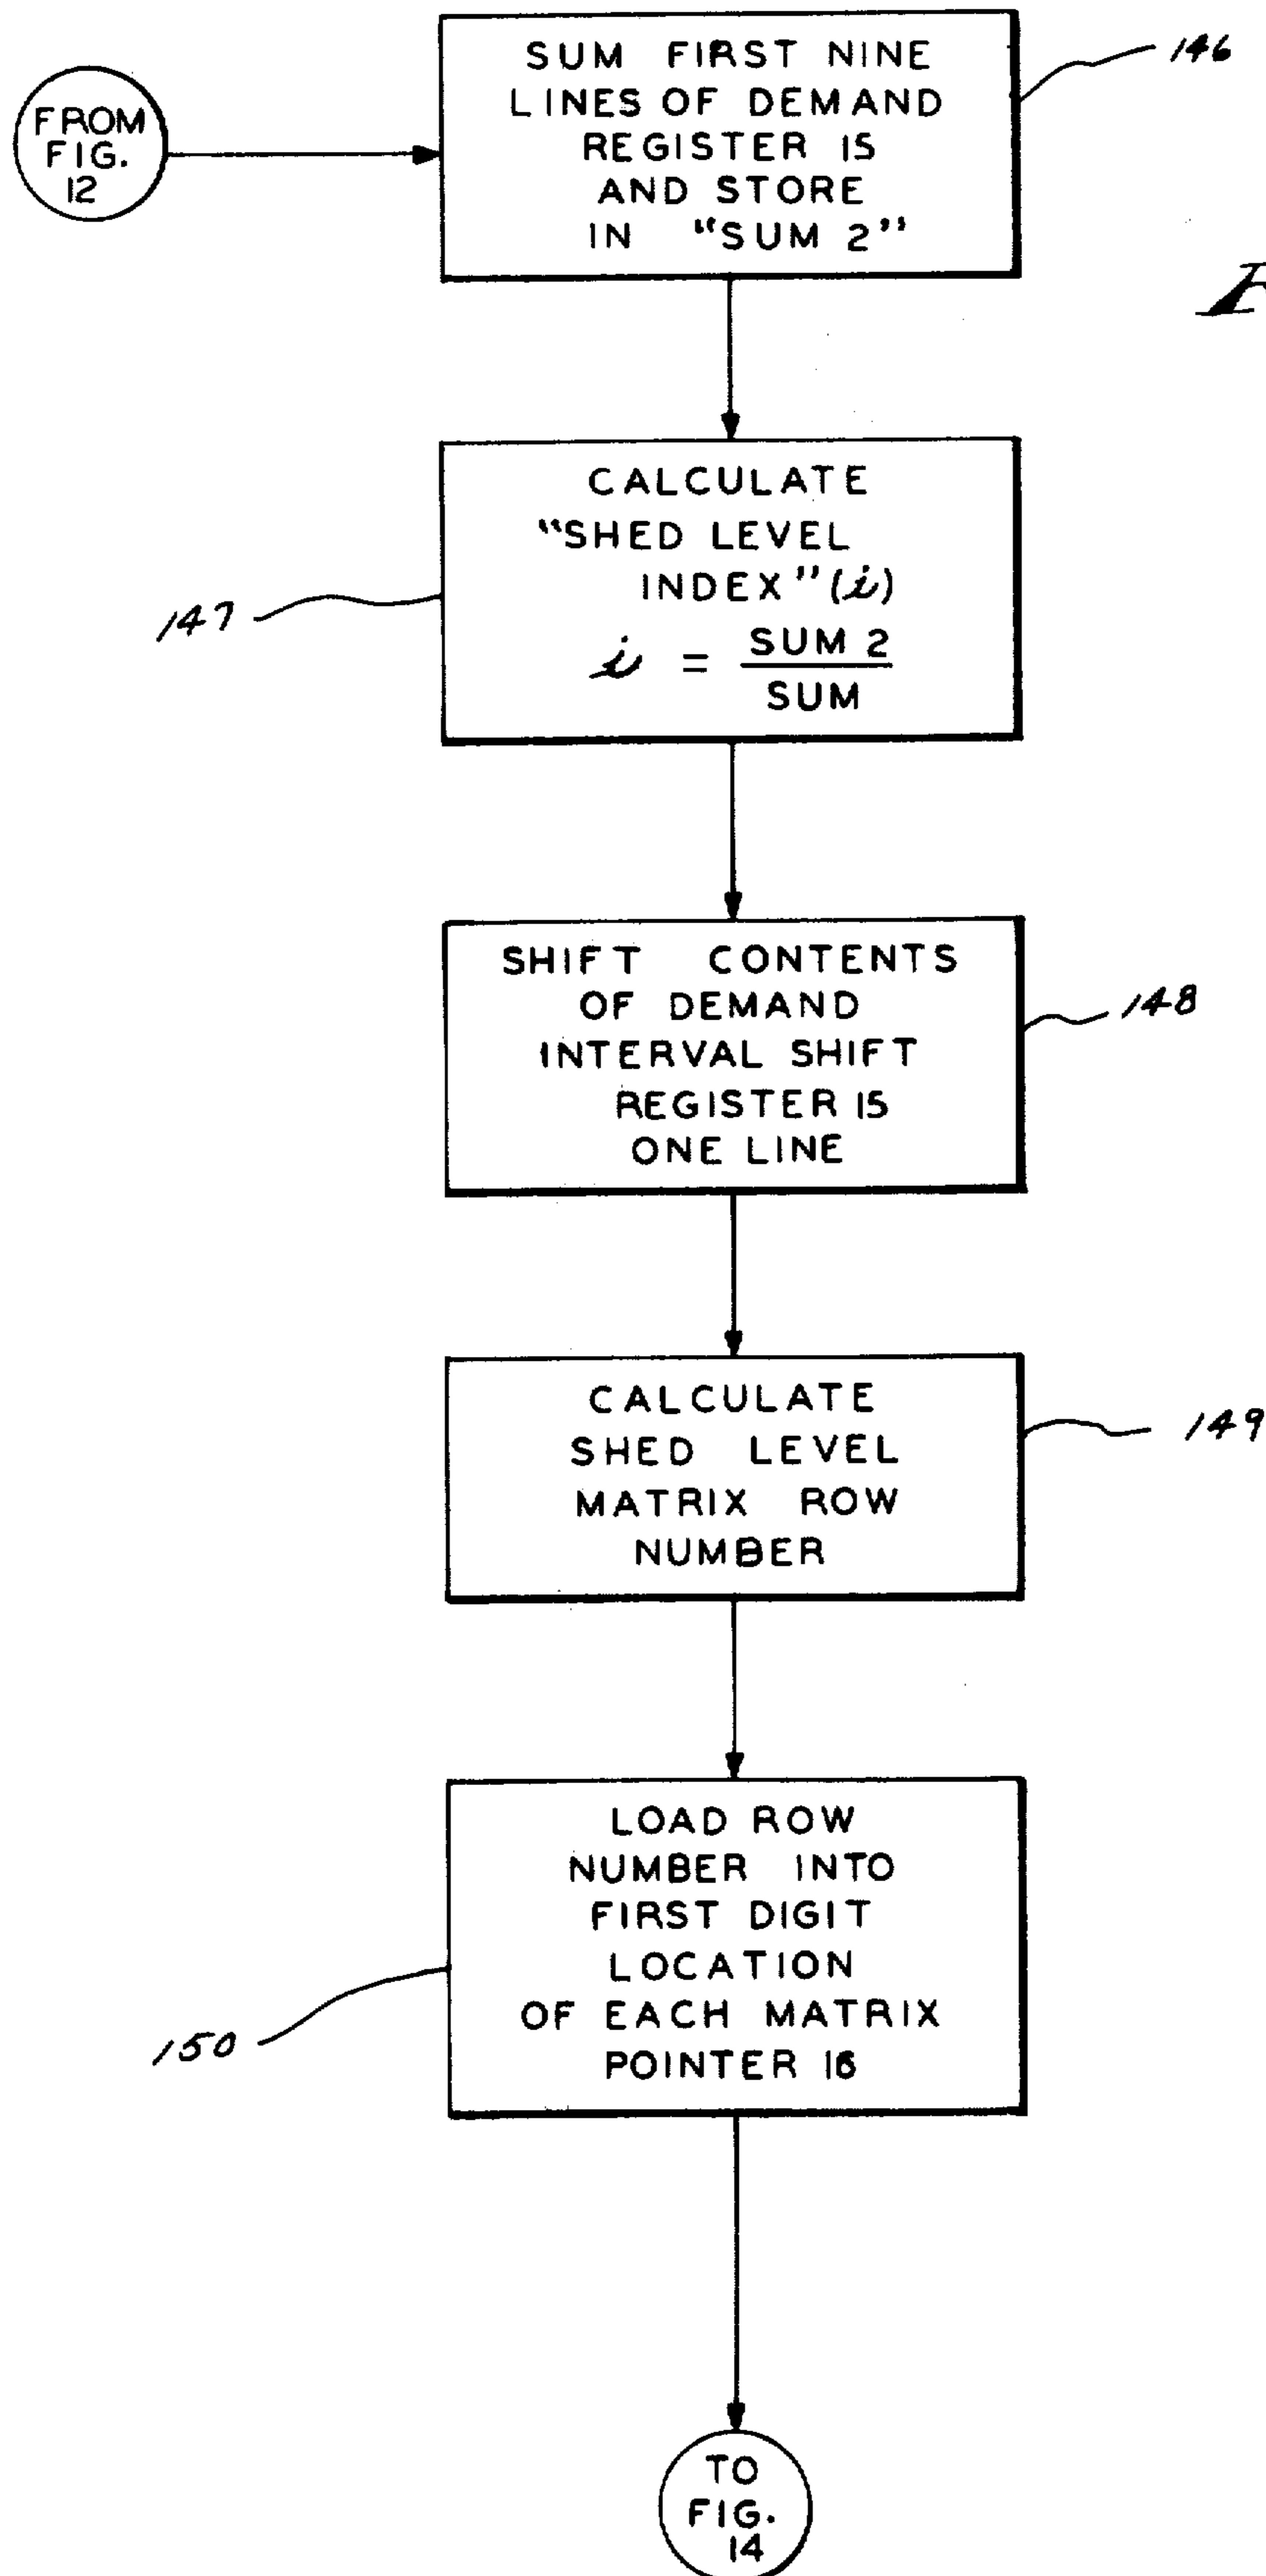 FROM
FIG.
12
SUM FIRST NINE
LINES OF DEMAND
REGISTER 15
AND STORE
IN "SUM 2"
146
F
CALCULATE
"SHED LEVEL
INDEX" (i)
i = SUM 2
SUM
147
SHIFT CONTENTS
OF DEMAND
INTERVAL SHIFT
REGISTER 15
ONE LINE
148
CALCULATE
SHED LEVEL
MATRIX ROW
NUMBER
149
LOAD ROW
NUMBER INTO
FIRST DIGIT
LOCATION
OF EACH MATRIX
POINTER 16
150
TO
FIG.
14